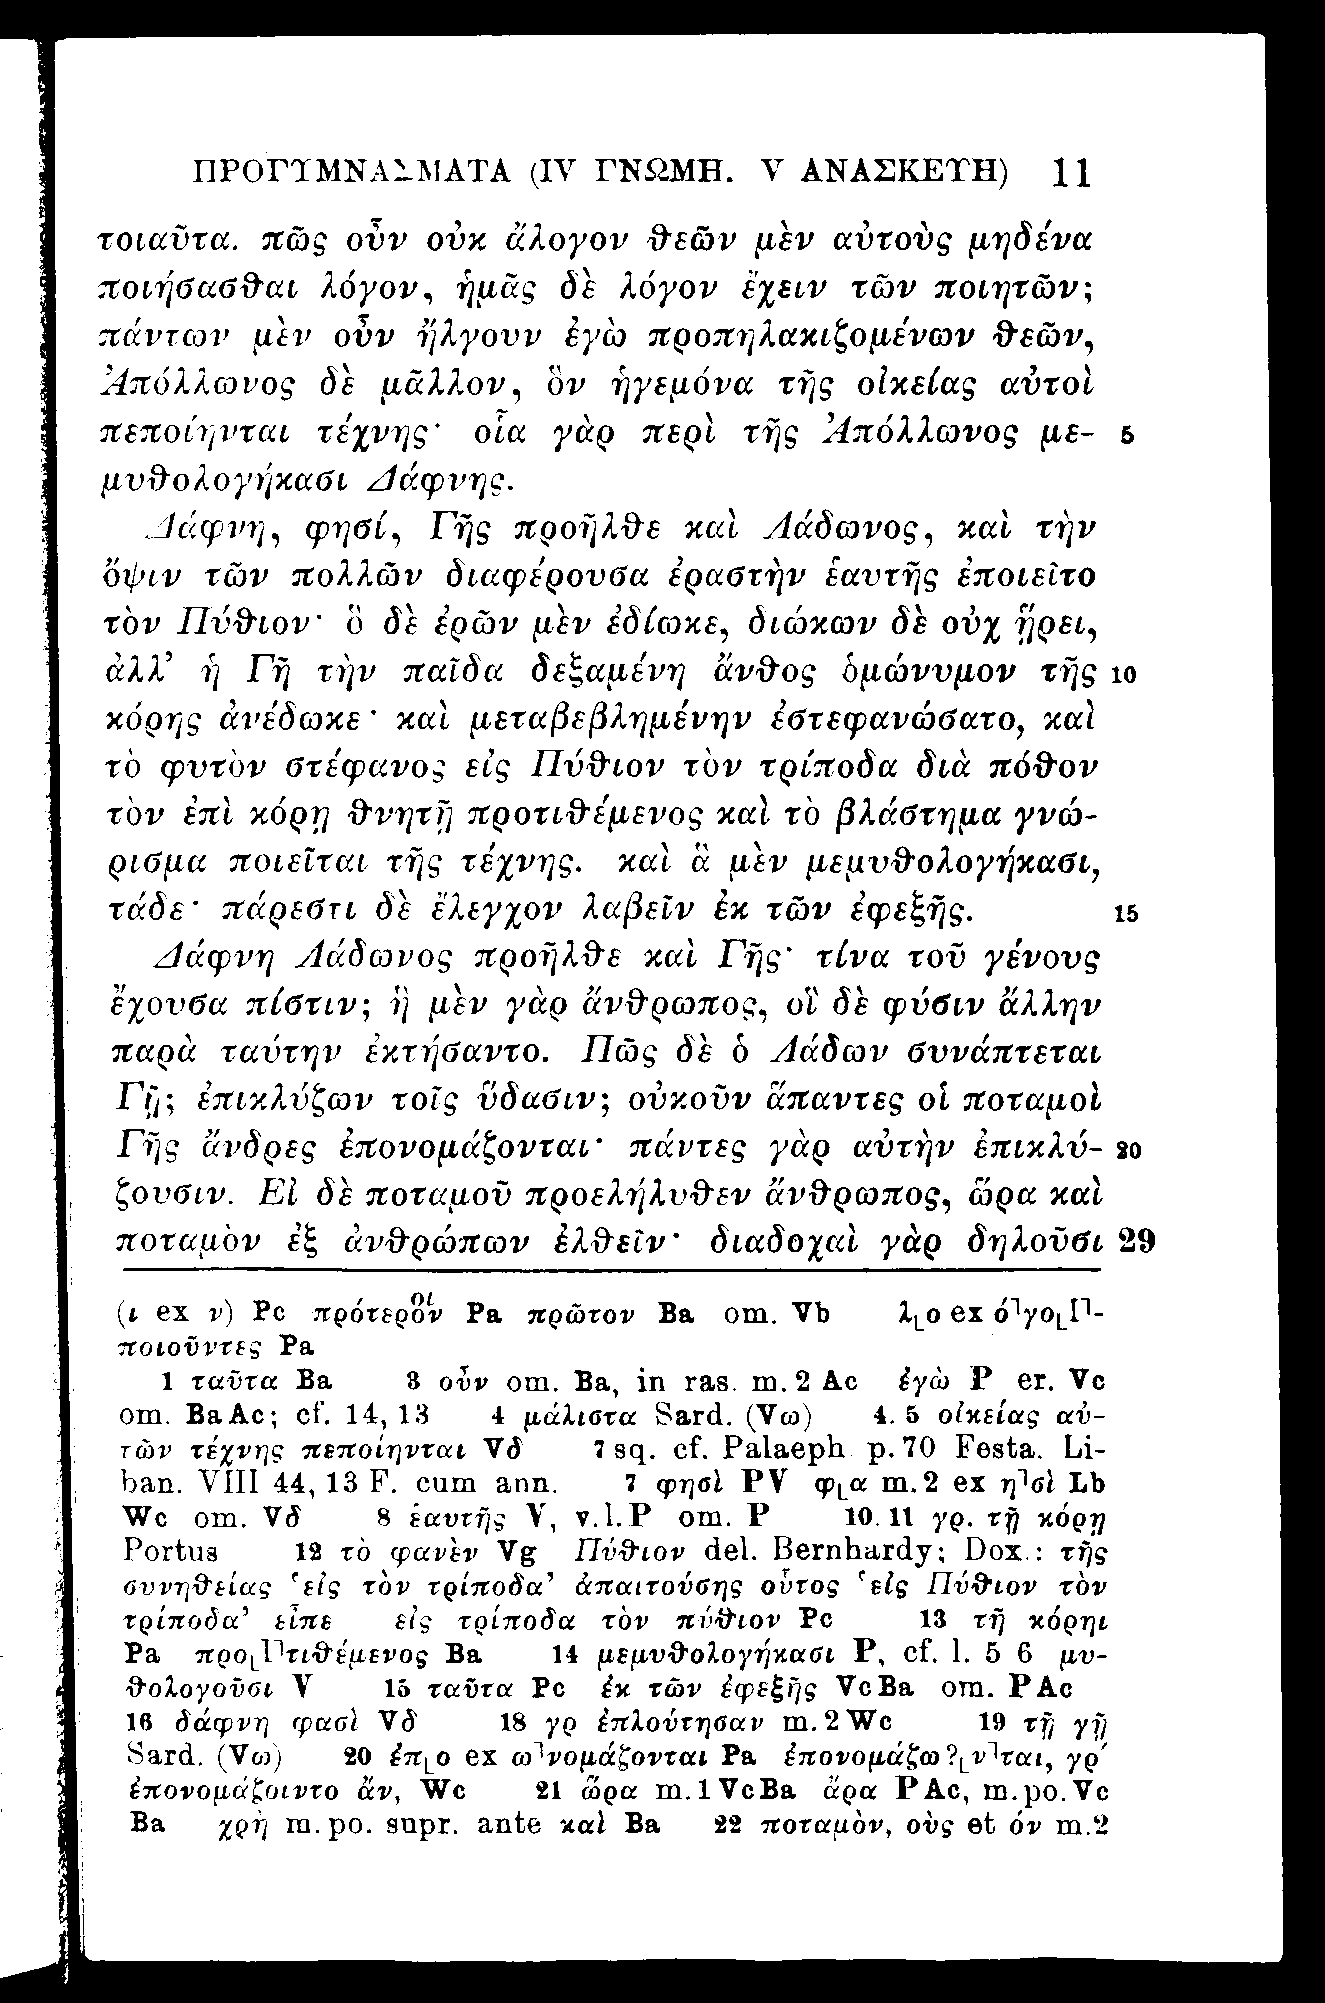 ΠΡΟΓΥΜΝΑΣΜΑΤΑ (IV ΓΝΩΜΗ. V ΑΝΑΣΚΕΥΗ) 11
τοιαῦτα. πῶς οὖν οὐκ ἄλογον θεῶν μὲν αὐτοὺς μηδένα
ποιήσασθαι λόγον, ἡμᾶς δὲ λόγον ἔχειν τῶν ποιητῶν;
πάντων μὲν οὖν ἤλγουν ἐγὼ προπηλακιζομένων θεῶν,
Ἀπόλλωνος δὲ μᾶλλον, ὃν ἡγεμόνα τῆς οἰκείας αὐτοὶ
πεποίηνται τέχνης· οἷα γὰρ περὶ τῆς Ἀπόλλωνος με- 5
μυθολογήκασι Δάφνης.
Δάφνη, φησί, Γῆς προῆλθε καὶ Λάδωνος, καὶ τὴν
ὄψιν τῶν πολλῶν διαφέρουσα ἐραστὴν ἑαυτῆς ἐποιεῖτο
τὸν Πύθιον· ὃ δὲ ἐρῶν μὲν ἐδίωκε, διώκων δὲ οὐχ ᾕρει,
ἀλλ’ ἡ Γῆ τὴν παῖδα δεξαμένη ἄνθος ὁμώνυμον τῆς 10
κόρης ἀνέδωκε· καὶ μεταβεβλημένην ἐστεφανώσατο, καὶ
τὸ φυτὸν στέφανος εἰς Πύθιον τὸν τρίποδα διὰ πόθον
τὸν ἐπὶ κόρῃ θνητῇ προτιθέμενος καὶ τὸ βλάστημα γνώ-
ρισμα ποιεῖται τῆς τέχνης. καὶ ἃ μὲν μεμυθολογήκασι,
τάδε· πάρεστι δὲ ἔλεγχον λαβεῖν ἐκ τῶν ἐφεξῆς. 15
Δάφνη Λάδωνος προῆλθε καὶ Γῆς· τίνα τοῦ γένους
ἔχουσα πίστιν; ἣ μὲν γὰρ ἄνθρωπος, οἳ δὲ φύσιν ἄλλην
παρὰ ταύτην ἐκτήσαντο. Πῶς δὲ ὁ Λάδων συνάπτεται
Γῇ; ἐπικλύζων τοῖς ὕδασιν; οὐκοῦν ἅπαντες οἱ ποταμοὶ
Γῆς ἄνδρες ἐπονομάζονται· πάντες γὰρ αὐτὴν ἐπικλύ- 20
ζουσιν. Εἰ δὲ ποταμοῦ προελήλυθεν ἄνθρωπος, ὥρα καὶ
ποταμὸν ἐξ ἀνθρώπων ἐλθεῖν· διαδοχαὶ γὰρ δηλοῦσι 29
(ι ex ν) Pc πρότερον͂οἱ Pa πρῶτον Ba om. Vb λ˻ο ex ό˺γο˻Π˺-
ποιοῦντες Pa
1 ταῦτα Ba 3 οὖν om. Ba, in ras. m. 2 Ac ἐγὼ P er. Vc
om. BaAc; cf. 14, 13 4 μάλιστα Sard. (Vω) 4. 5 οἰκείας αὐ-
τῶν τέχνης πεποίηνται Vδ 7 sq. cf. Palaeph p. 70 Festa. Li-
ban. VIII 44, 13 F. cum ann. 7 φησὶ PV φ˻α m. 2 ex η˺σὶ Lb
Wc om. Vδ 8 ἑαυτῆς V, v. l. P om. P 10. 11 γρ. τῇ κόρῃ
Portus 12 τὸ φανὲν Vg Πύθιον del. Bernhardy; Dox.: τῆς
συνηθείας ‘εἰς τὸν τρίποδα’ ἀπαιτούσης οὗτος ‘εἰς Πύθιον τὸν
τρίποδα’ εἶπε εἰς τρίποδα τὸν πύθιον Pc 13 τῆ κόρηι
Pa προ˻Π˺τιθέμενος Ba 14 μεμυθολογήκασι P, cf. l. 5 6 μυ-
θολογοῦσι V 15 ταῦτα Pc ἐκ τῶν ἐφεξῆς VcBa om. PAc
16 δάφνη φασὶ Vδ 18 γρ ἐπλούτησαν m. 2 Wc 19 τῇ γῇ
Sard. (Vω) 20 ἐπ˻ο ex ω˺νομάζονται Pa ἐπονομάζω?˻ν˺ται, γρ’
ἐπονομάζοιντο ἄν, Wc 21 ὥρα m. 1 VcBa ἄρα PAc, m. po. Vc
Ba χρὴ m. po. supr. ante καὶ Ba 22 ποταμὸν, οὺς et όν m. 2